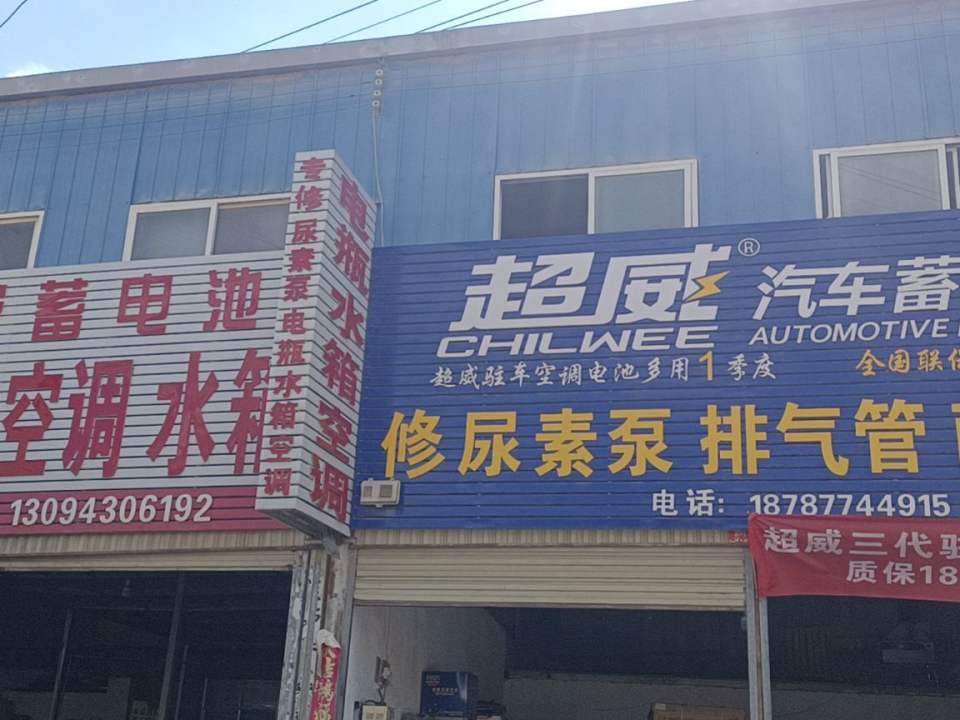 蓄电池
空调 水箱
13094306192
专修尿素泵电瓶水箱空调
电瓶水箱空调
超威®
CHILWEE
汽车蓄
AUTOMOTIVE
超威驻车空调电池多用1季度
全国联保
修尿素泵 排气管
电话: 18787744915
超威三代驻
质保18